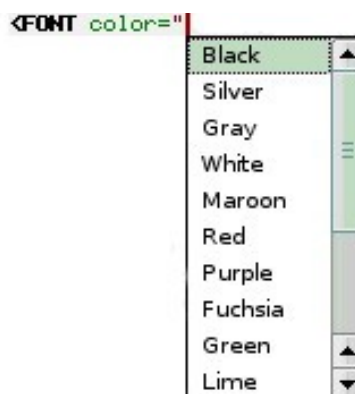 <FONT color="
Black
Silver
Gray
White
Maroon
Red
Purple
Fuchsia
Green
Lime